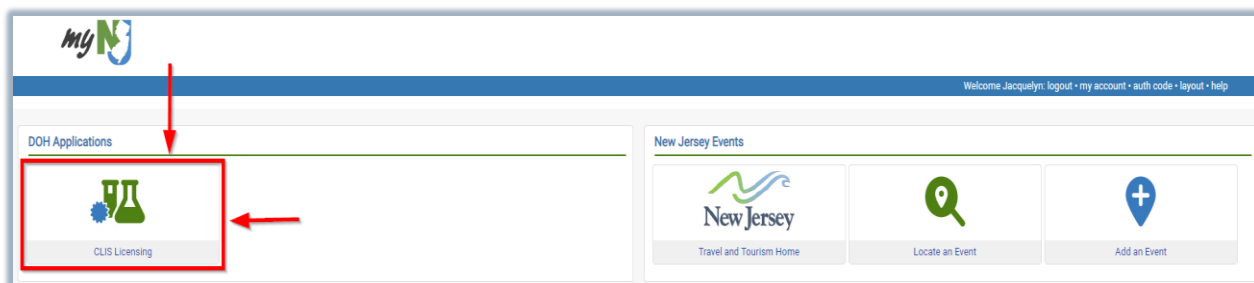 my NJ
Welcome Jacquelyn: logout • my account • auth code • layout • help
DOH Applications
CLIS Licensing
New Jersey Events
New Jersey
Travel and Tourism Home
Locate an Event
Add an Event